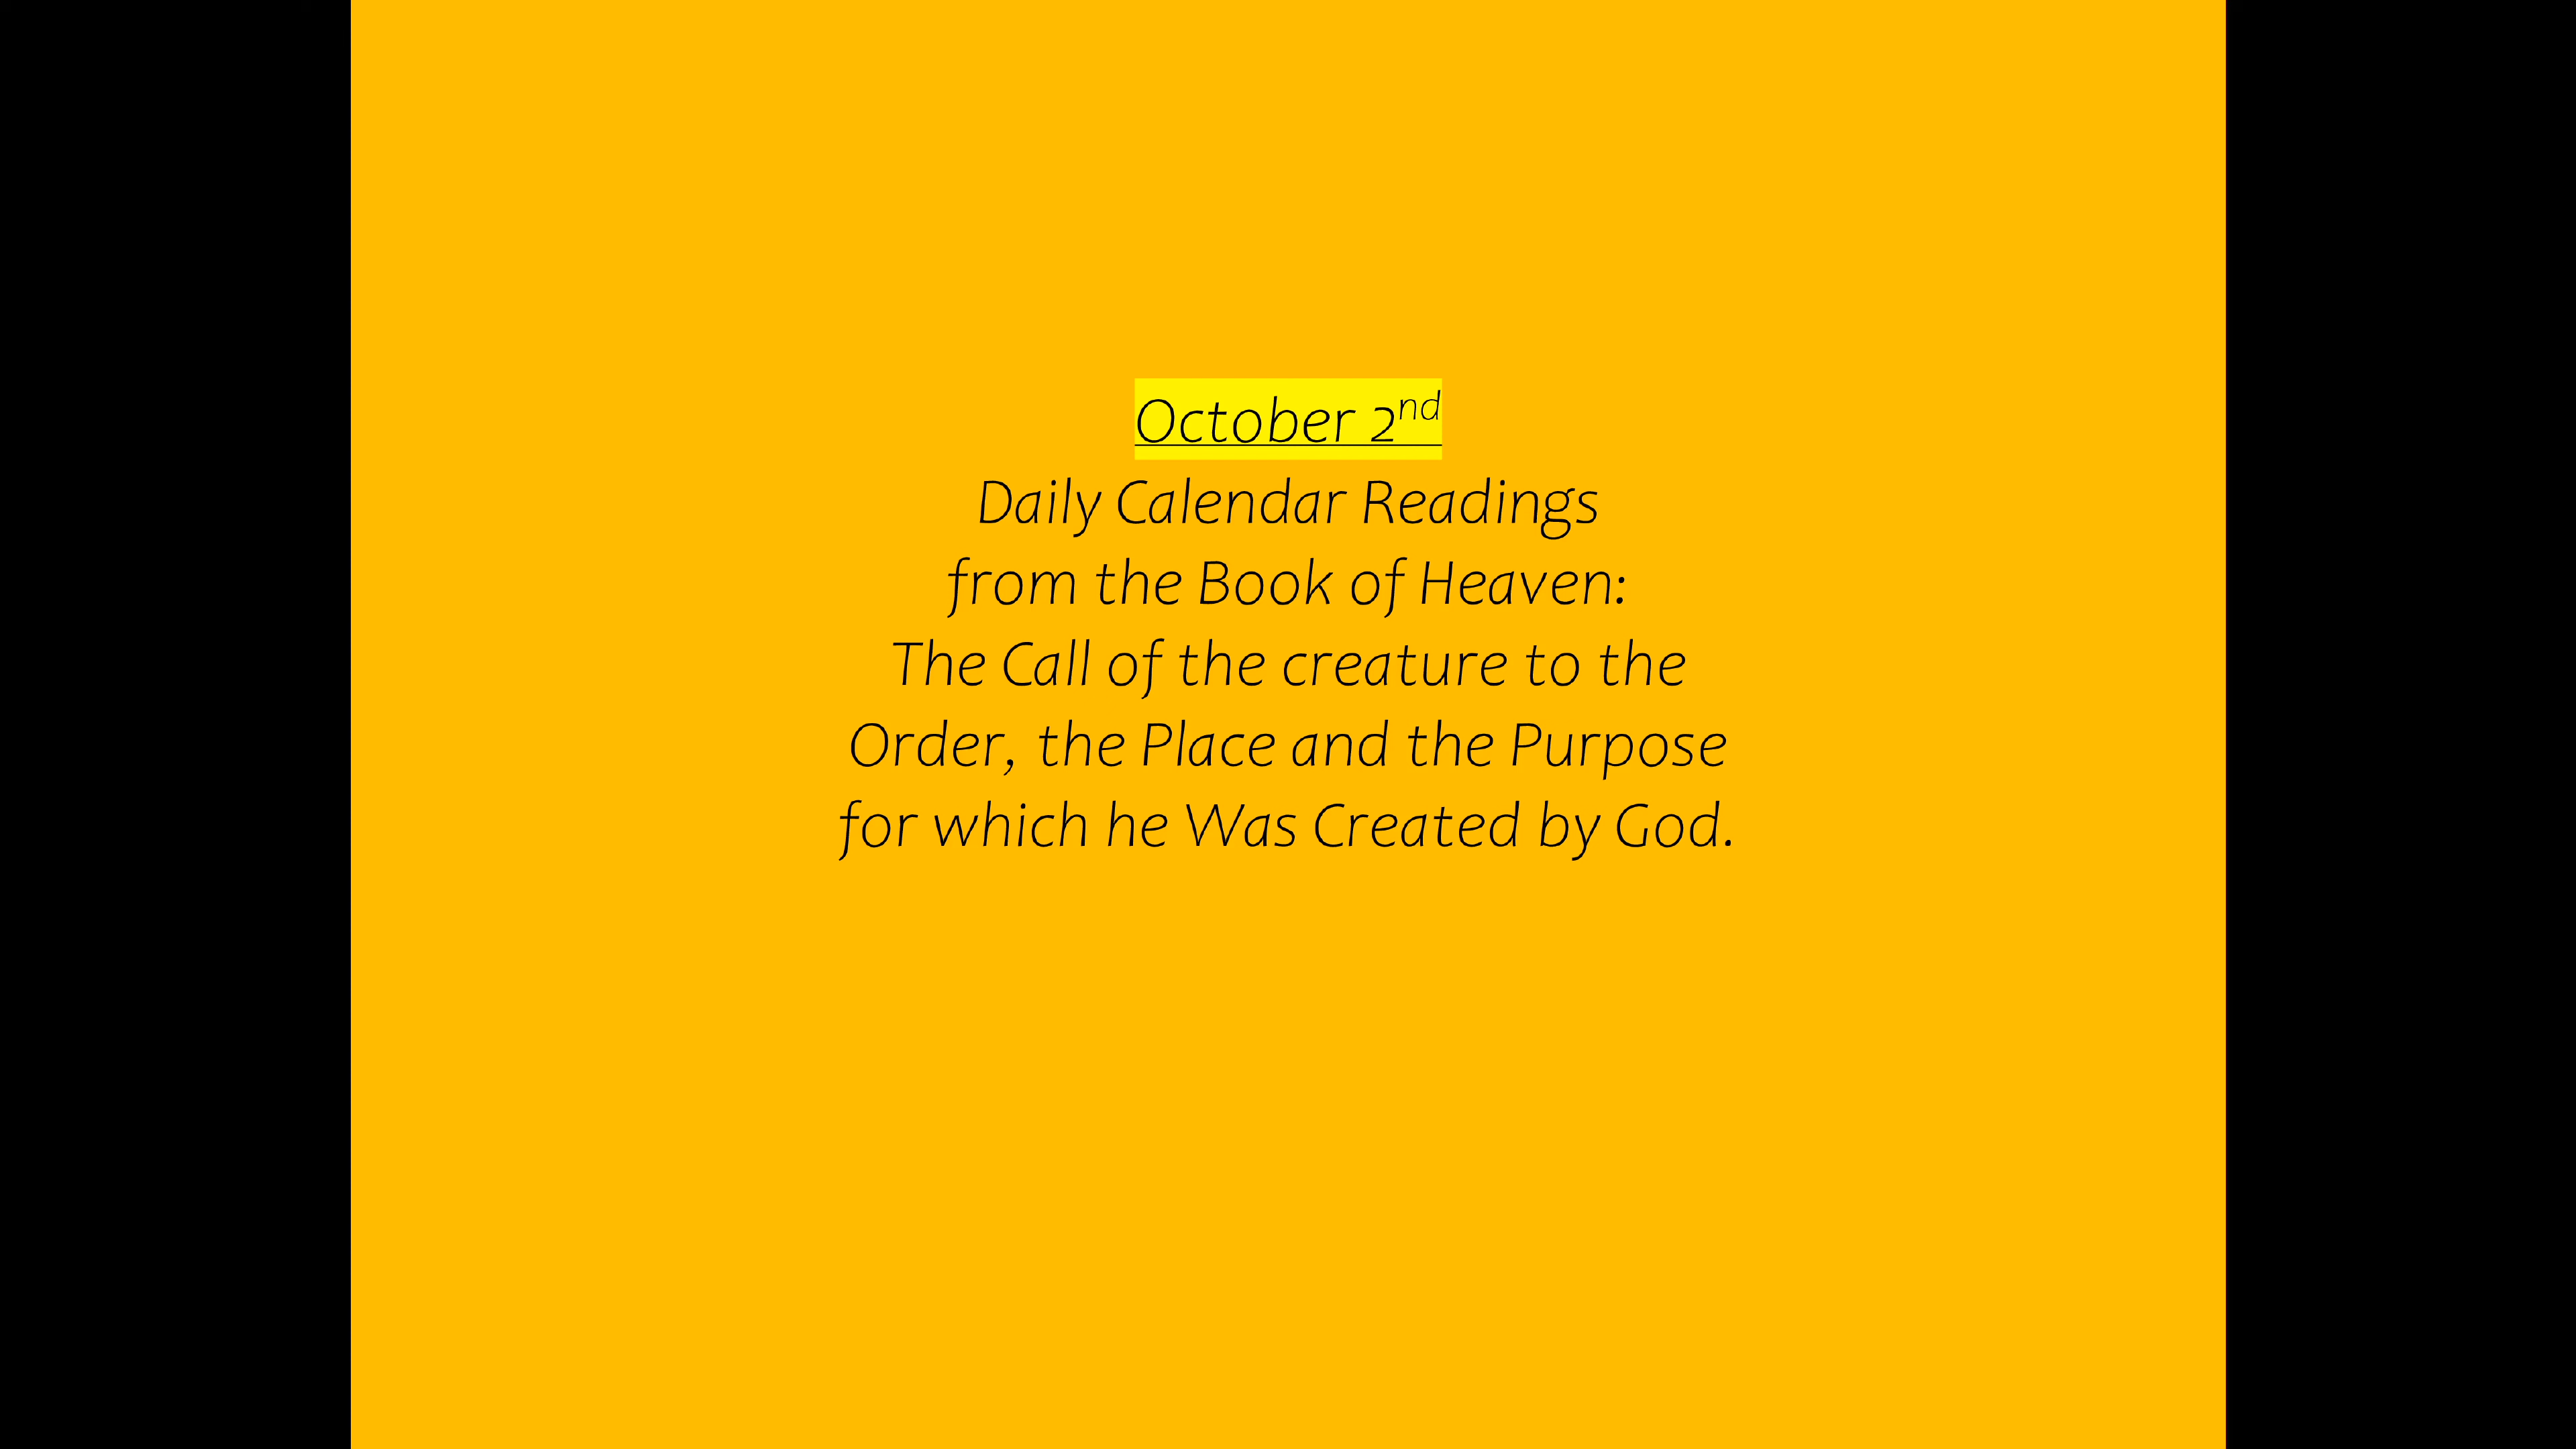 October 2nd
Daily Calendar Readings
from the Book of Heaven:
The Call of the creature to the
Order, the Place and the Purpose
for which he Was Created by God.